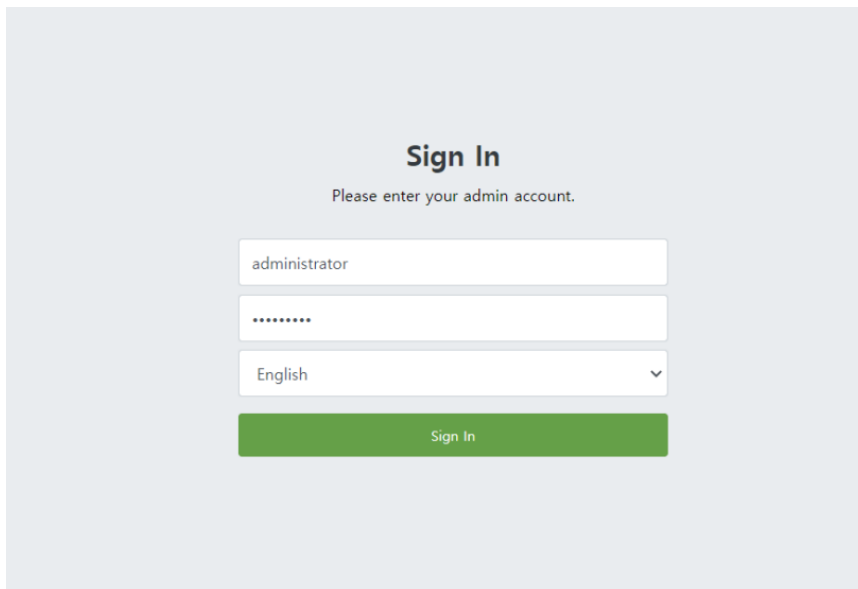 Sign In
Please enter your admin account.
administrator
•••••••••
English
Sign In